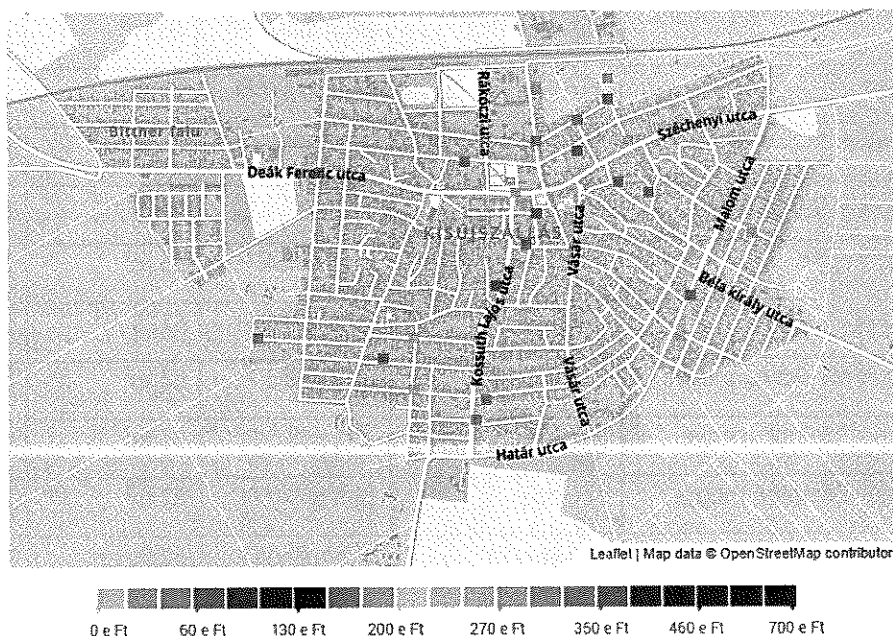 Rákóczi utca
Széchenyi utca
Bittner falu
Deák Ferenc utca
Malom utca
KISÚJSZÁLLÁS
Vásár utca
Kossuth Lajos utca
Béla király utca
Vásár utca
Határ utca
Leaflet | Map data © OpenStreetMap contributor
0 e Ft 60 e Ft 130 e Ft 200 e Ft 270 e Ft 350 e Ft 460 e Ft 700 e Ft